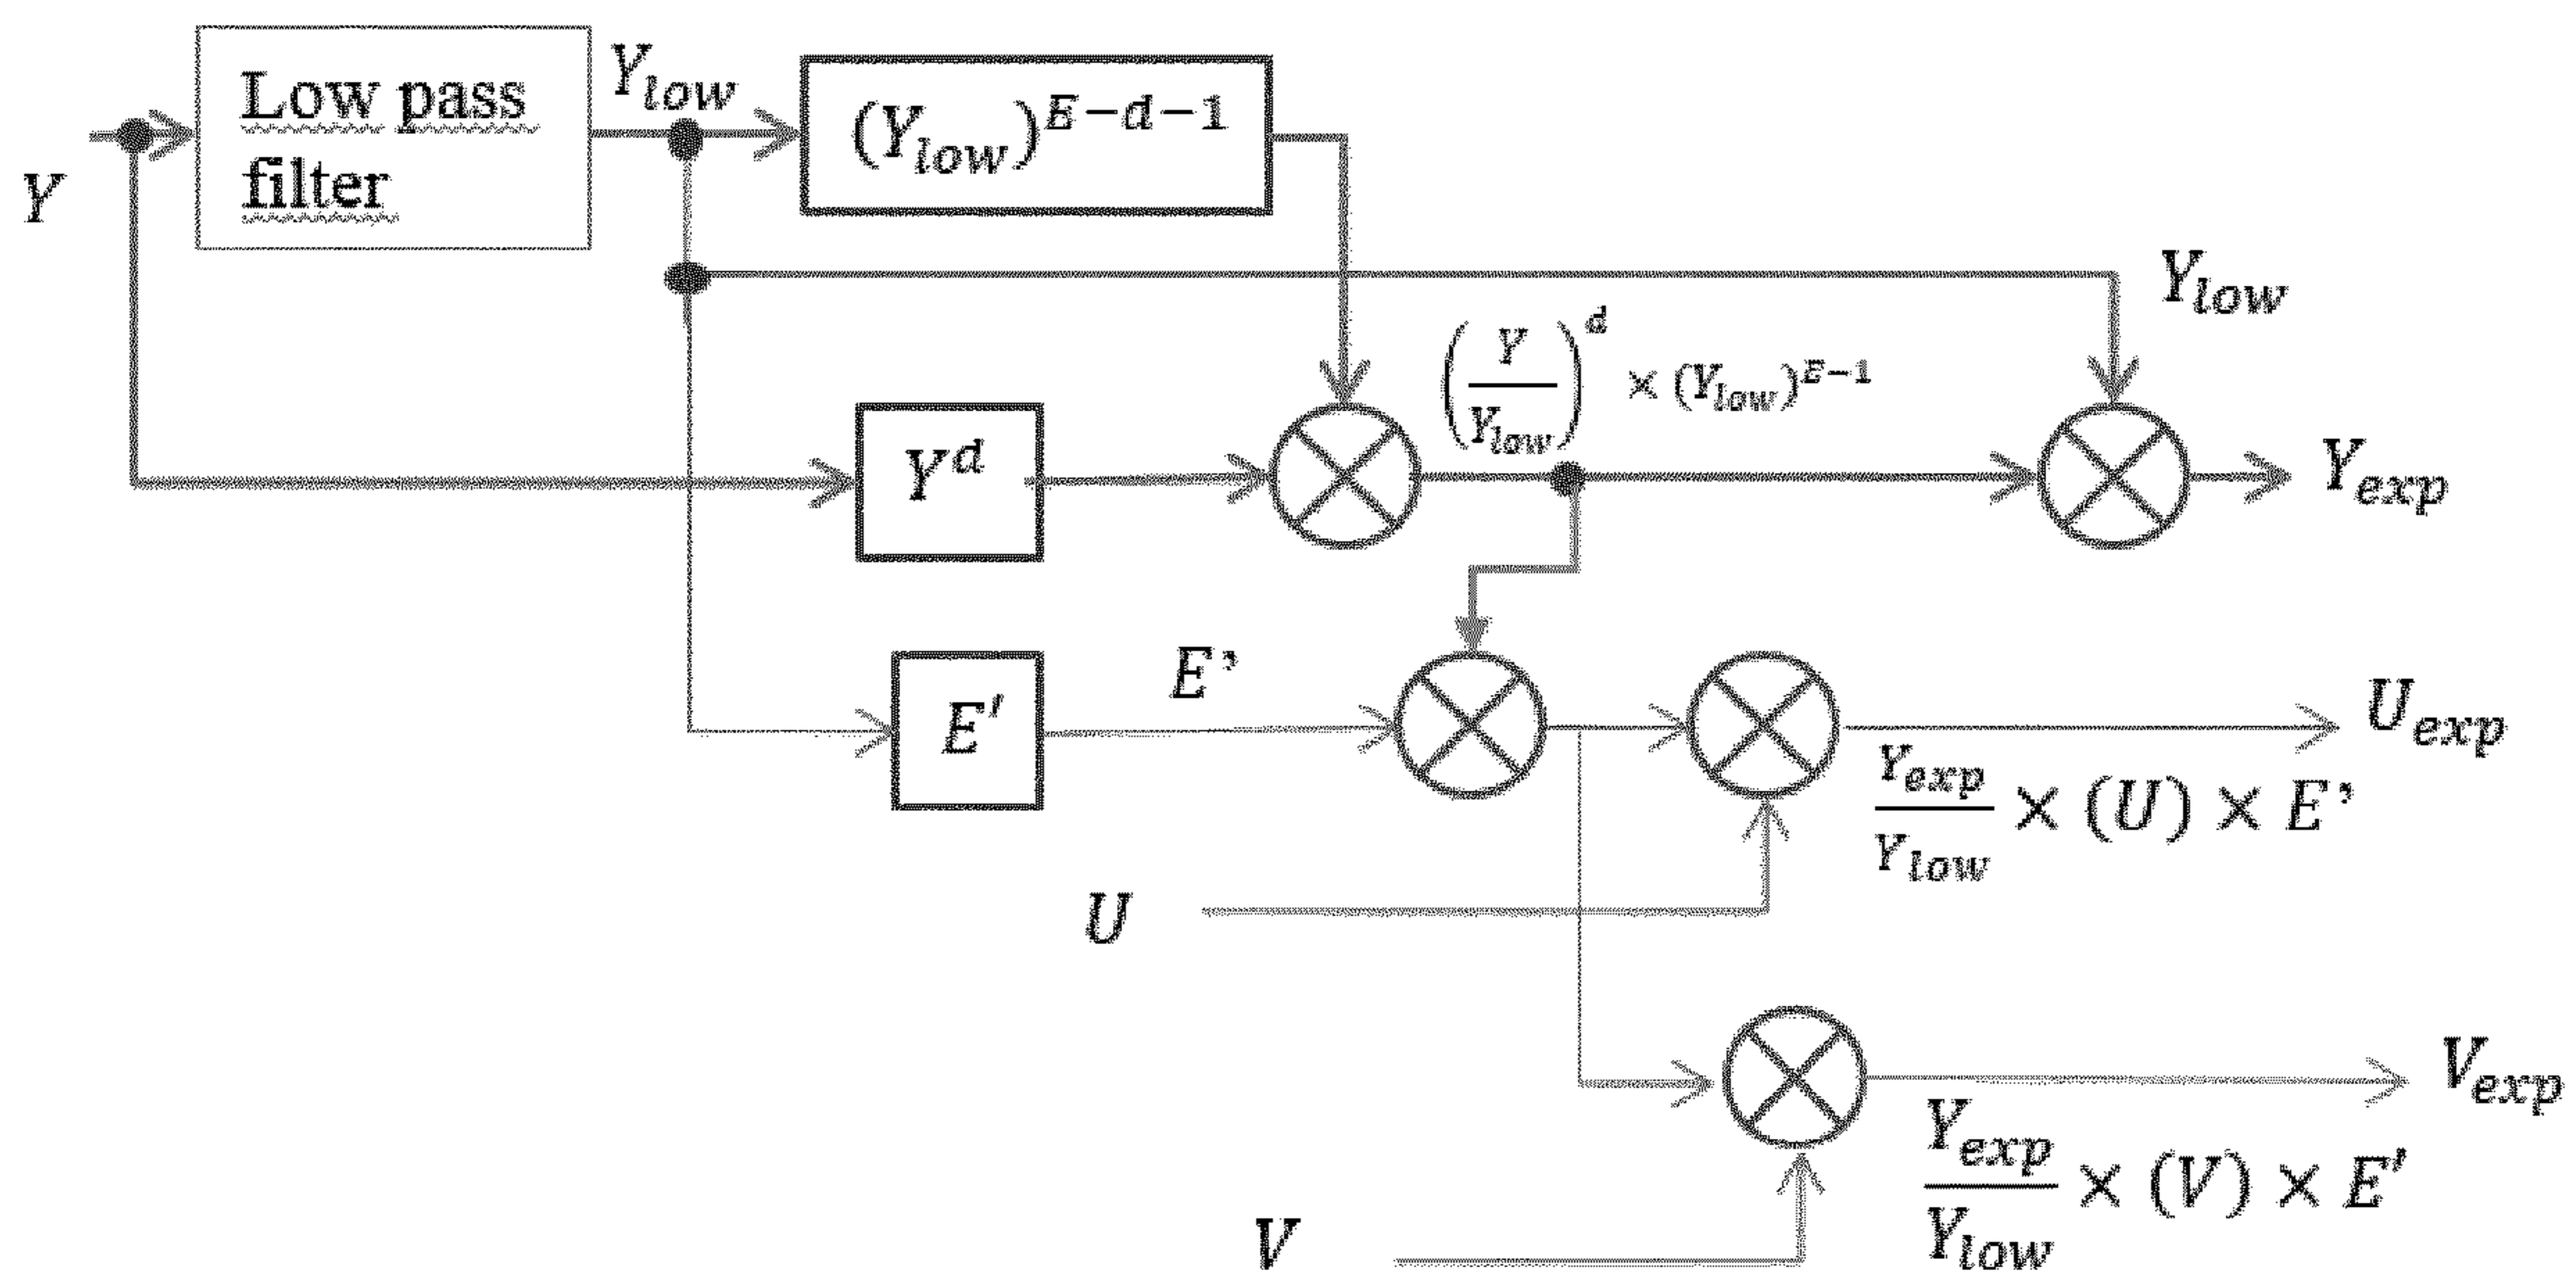 Y
Low pass
filter
Y_low
(Y_low)^{E-d-1}
Y_low
(Y/Y_low)^d × (Y_low)^{E-1}
Y^d
Y_exp
E′
E’
U_exp
Y_exp/Y_low × (U) × E’
U
V_exp
Y_exp/Y_low × (V) × E′
V